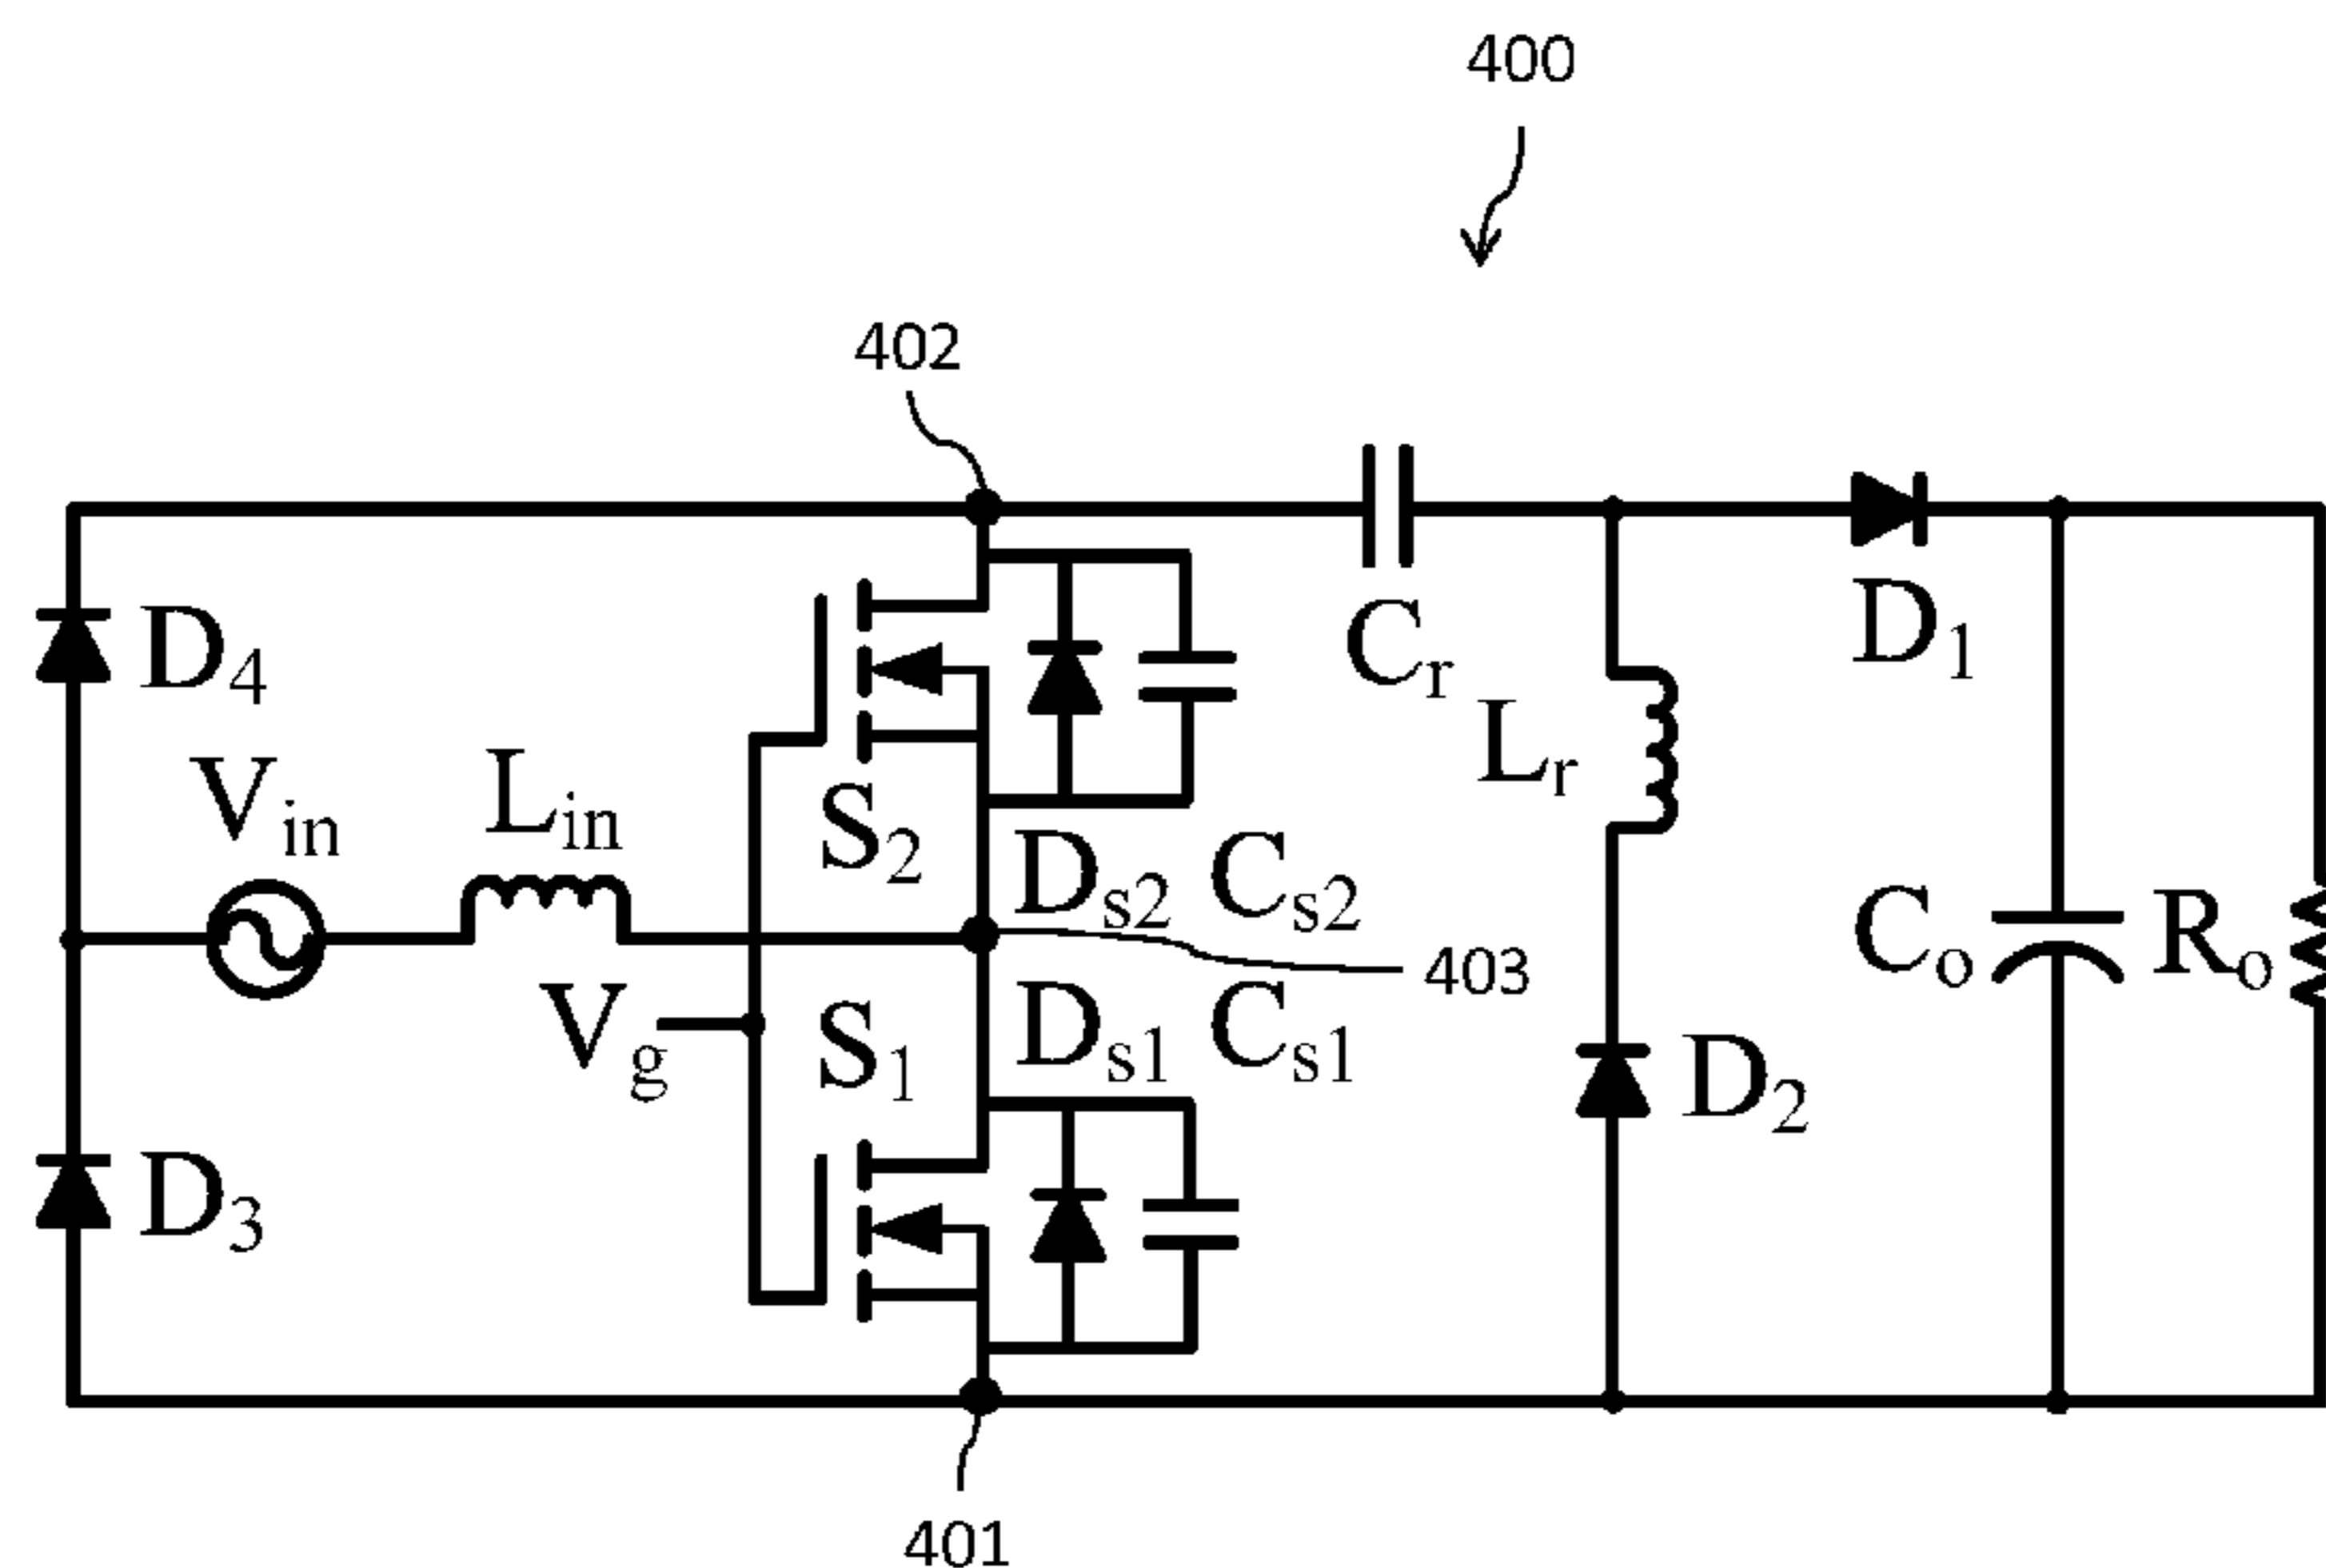 400
402
D4
Cr
D1
Vin
Lin
S2
Lr
Ds2 Cs2
Co
Ro
403
Vg
S1
Ds1 Cs1
D2
D3
401